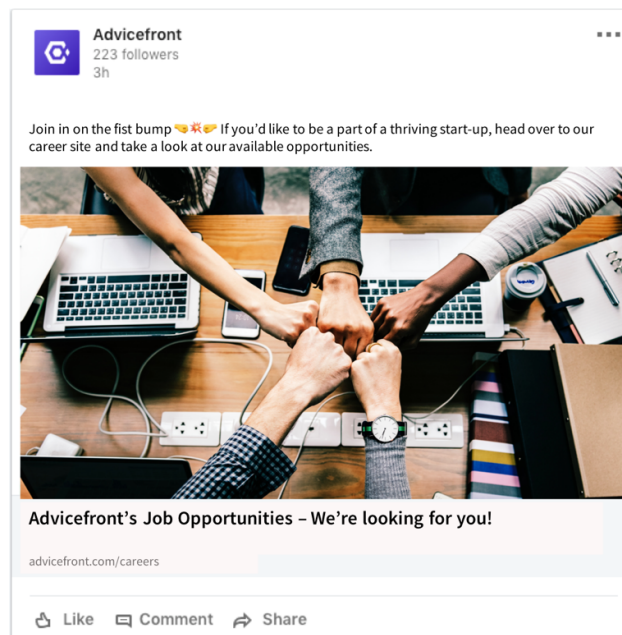 Advicefront
223 followers
3h
Join in on the fist bump 🤜💥🤛 If you'd like to be a part of a thriving start-up, head over to our
career site and take a look at our available opportunities.
Advicefront's Job Opportunities – We're looking for you!
advicefront.com/careers
Like Comment Share